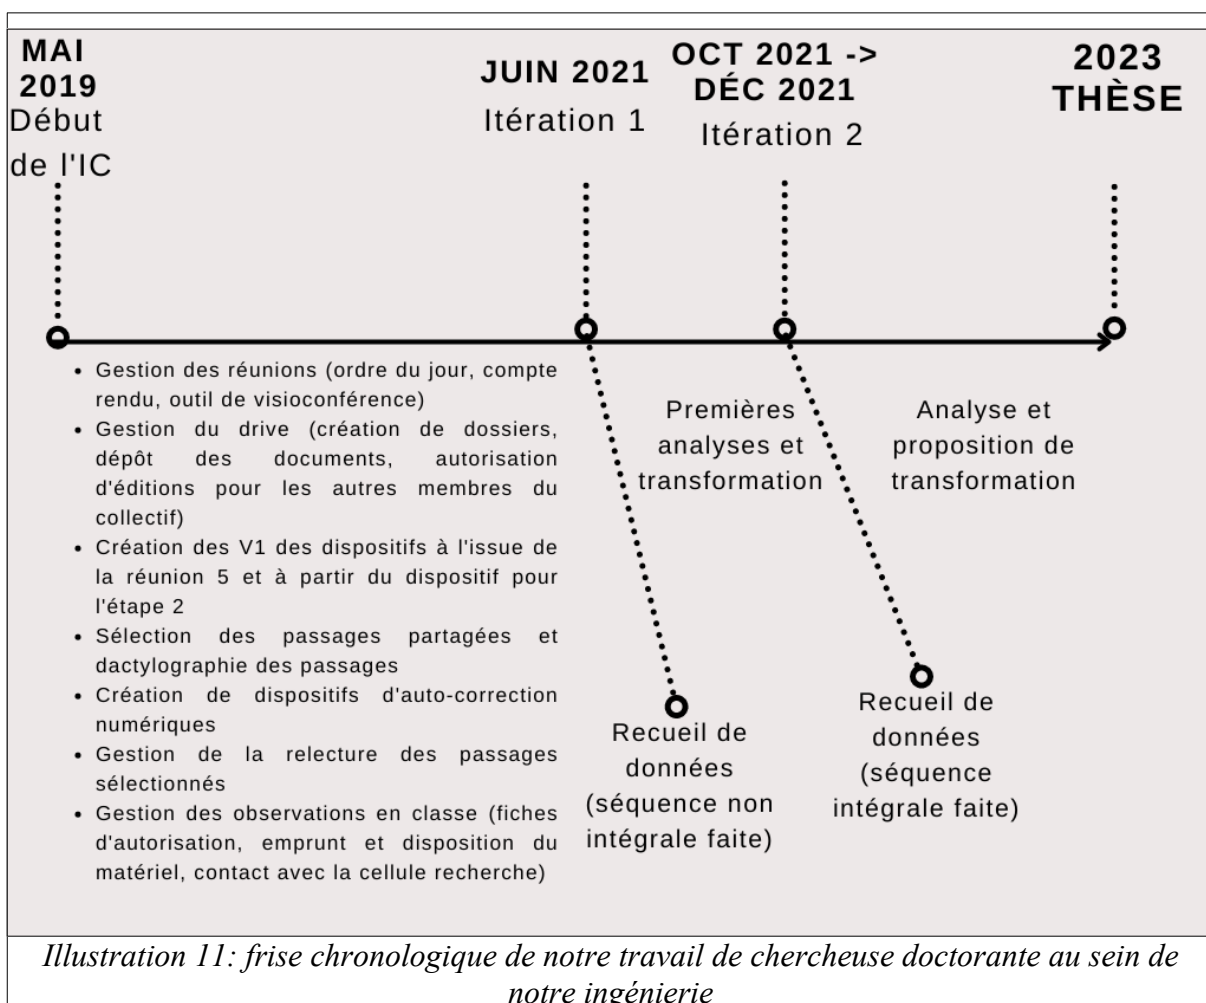 MAI
2019
Début
de l'IC
JUIN 2021
Itération 1
OCT 2021 ->
DÉC 2021
Itération 2
2023
THÈSE
• Gestion des réunions (ordre du jour, compte
rendu, outil de visioconférence)
• Gestion du drive (création de dossiers,
dépôt des documents, autorisation
d'éditions pour les autres membres du
collectif)
• Création des V1 des dispositifs à l'issue de
la réunion 5 et à partir du dispositif pour
l'étape 2
• Sélection des passages partagées et
dactylographie des passages
• Création de dispositifs d'auto-correction
numériques
• Gestion de la relecture des passages
sélectionnés
• Gestion des observations en classe (fiches
d'autorisation, emprunt et disposition du
matériel, contact avec la cellule recherche)
Premières
analyses et
transformation
Analyse et
proposition de
transformation
Recueil de
données
(séquence non
intégrale faite)
Recueil de
données
(séquence
intégrale faite)
Illustration 11: frise chronologique de notre travail de chercheuse doctorante au sein de
notre ingénierie